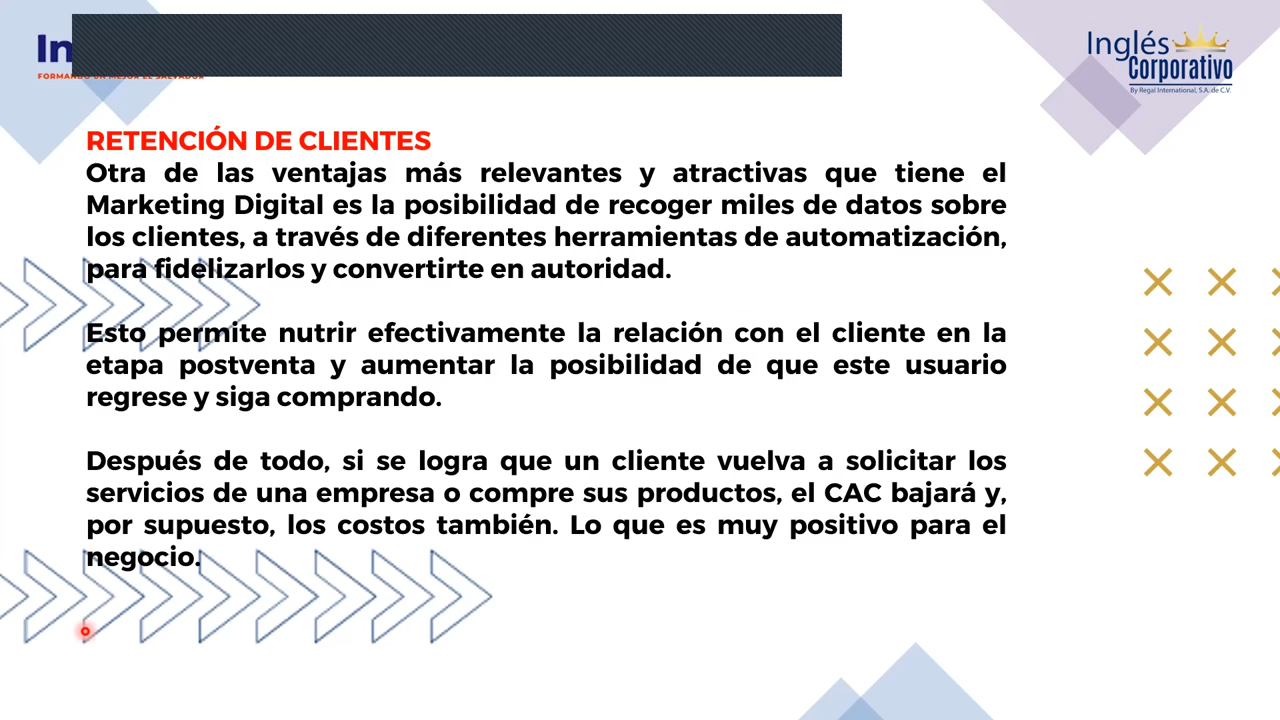 In
Inglés
Corporativo
By Regal International, S.A. de C.V.
RETENCIÓN DE CLIENTES
Otra de las ventajas más relevantes y atractivas que tiene el
Marketing Digital es la posibilidad de recoger miles de datos sobre
los clientes, a través de diferentes herramientas de automatización,
para fidelizarlos y convertirte en autoridad.
Esto permite nutrir efectivamente la relación con el cliente en la
etapa postventa y aumentar la posibilidad de que este usuario
regrese y siga comprando.
Después de todo, si se logra que un cliente vuelva a solicitar los
servicios de una empresa o compre sus productos, el CAC bajará y,
por supuesto, los costos también. Lo que es muy positivo para el
negocio.